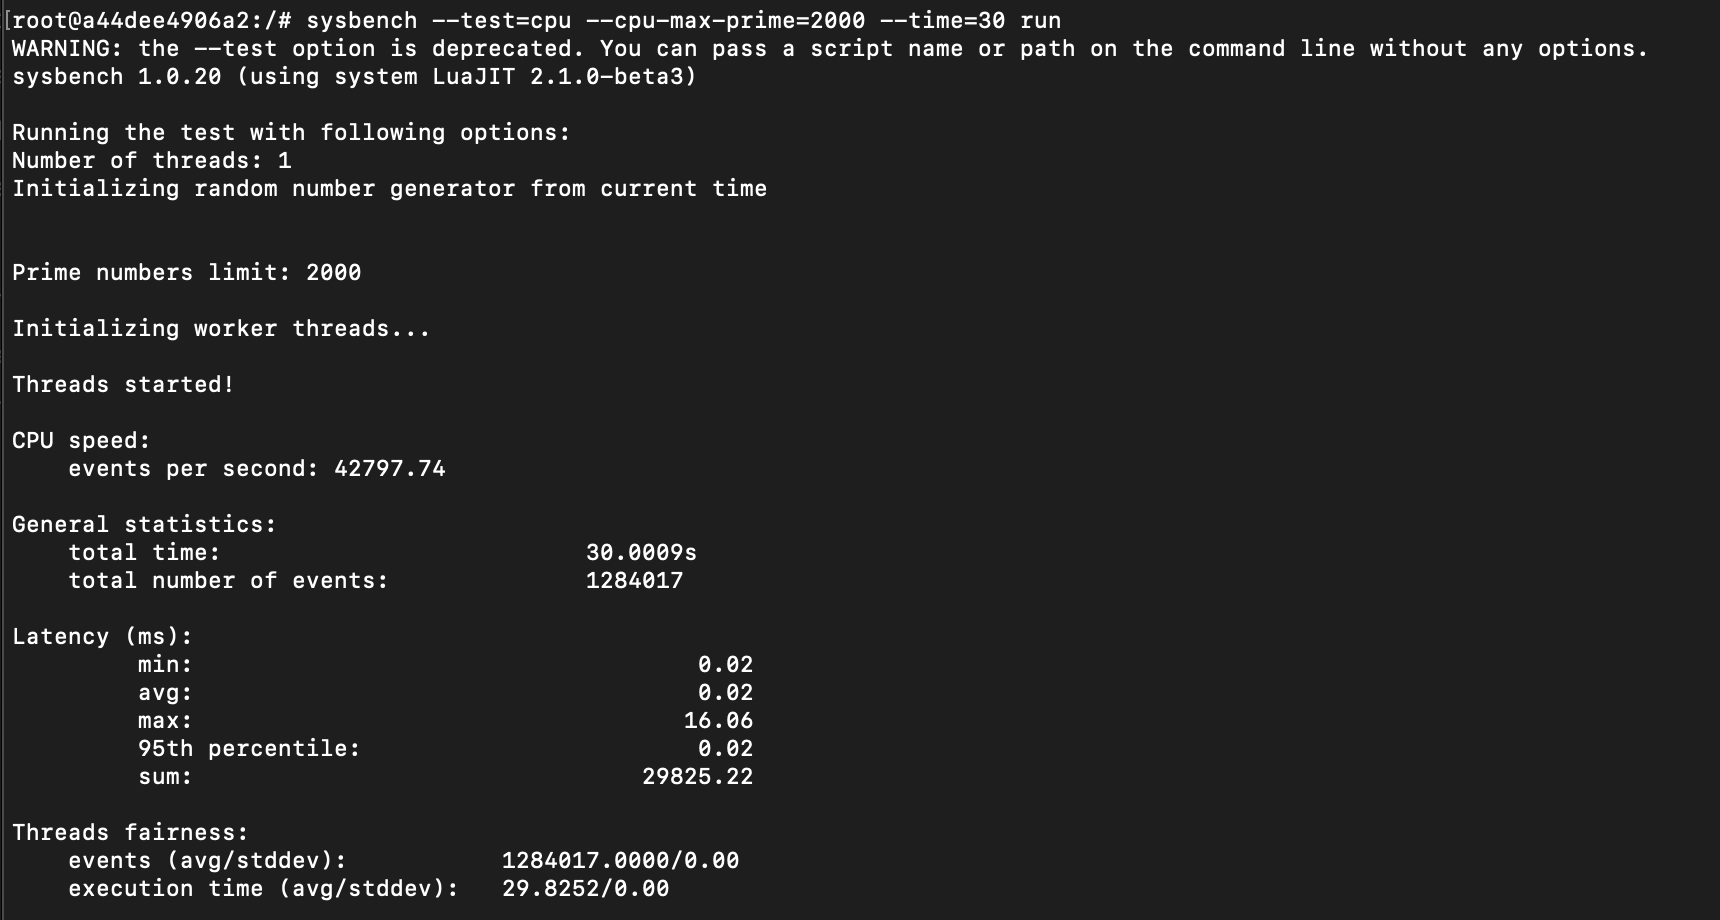 [root@a44dee4906a2:/# sysbench --test=cpu --cpu-max-prime=2000 --time=30 run
WARNING: the --test option is deprecated. You can pass a script name or path on the command line without any options.
sysbench 1.0.20 (using system LuaJIT 2.1.0-beta3)
Running the test with following options:
Number of threads: 1
Initializing random number generator from current time
Prime numbers limit: 2000
Initializing worker threads...
Threads started!
CPU speed:
events per second: 42797.74
General statistics:
total time: 30.0009s
total number of events: 1284017
Latency (ms):
min: 0.02
avg: 0.02
max: 16.06
95th percentile: 0.02
sum: 29825.22
Threads fairness:
events (avg/stddev): 1284017.0000/0.00
execution time (avg/stddev): 29.8252/0.00